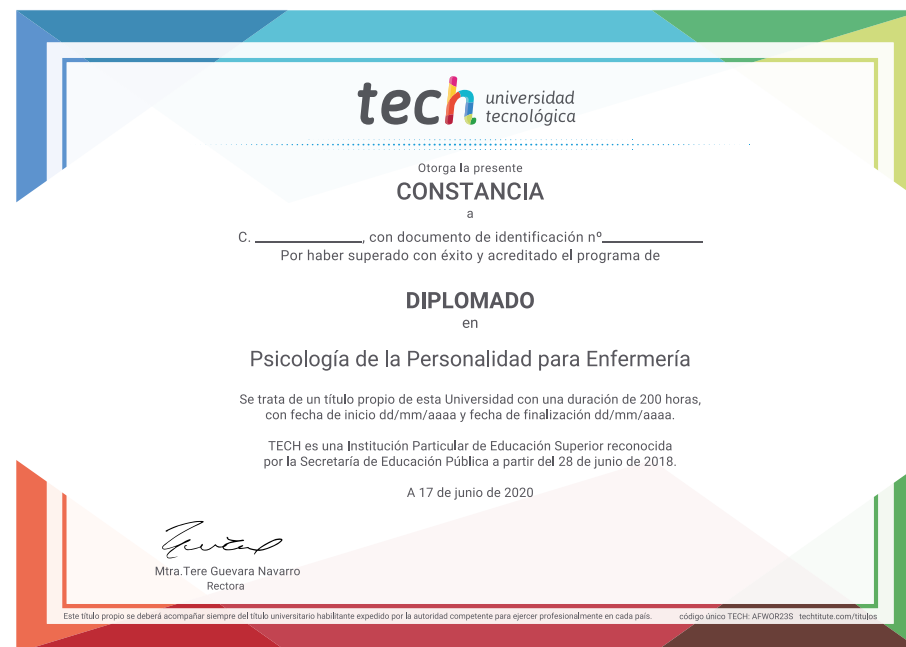 tech universidad
tecnológica
Otorga la presente
CONSTANCIA
a
C. ____________, con documento de identificación nº____________
Por haber superado con éxito y acreditado el programa de
DIPLOMADO
en
Psicología de la Personalidad para Enfermería
Se trata de un título propio de esta Universidad con una duración de 200 horas,
con fecha de inicio dd/mm/aaaa y fecha de finalización dd/mm/aaaa.
TECH es una Institución Particular de Educación Superior reconocida
por la Secretaría de Educación Pública a partir del 28 de junio de 2018.
A 17 de junio de 2020
Mtra.Tere Guevara Navarro
Rectora
Este título propio se deberá acompañar siempre del título universitario habilitante expedido por la autoridad competente para ejercer profesionalmente en cada país. código único TECH: AFWOR23S techtitute.com/titulos